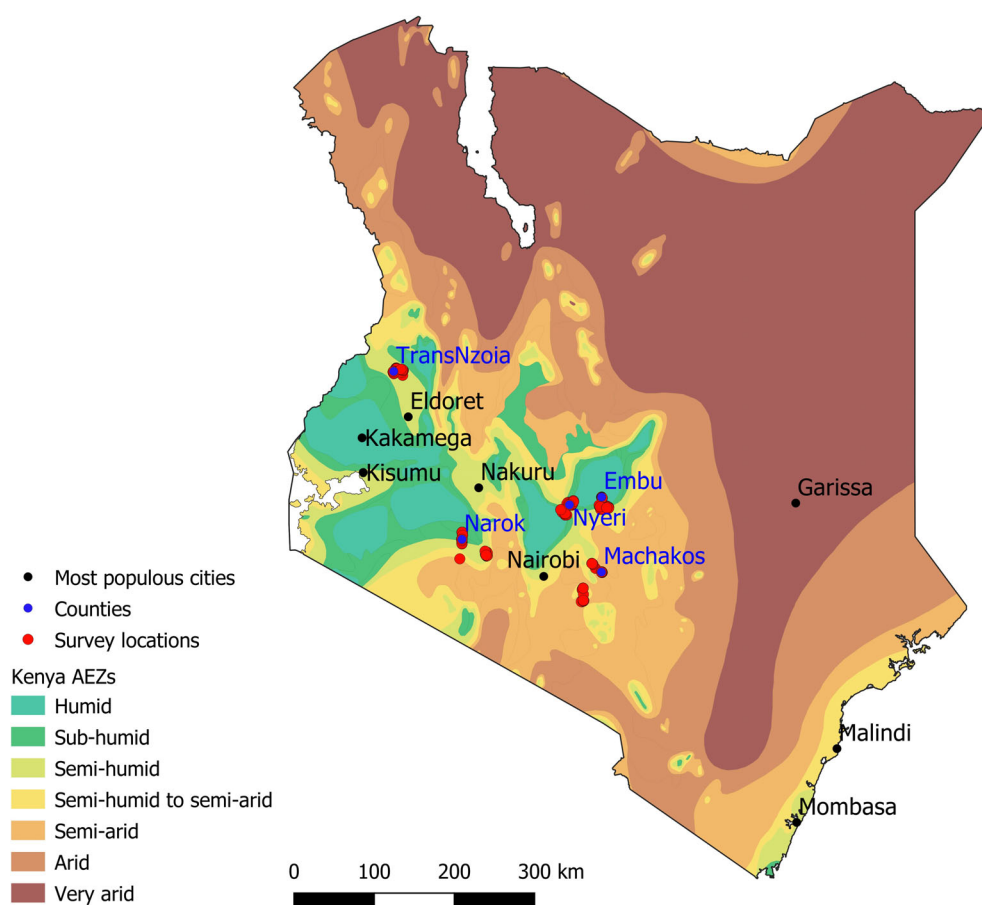 TransNzoia
Eldoret
Kakamega
Kisumu
Nakuru
Embu
Garissa
Nyeri
Narok
Nairobi
Machakos
Malindi
Mombasa
Most populous cities
Counties
Survey locations
Kenya AEZs
Humid
Sub-humid
Semi-humid
Semi-humid to semi-arid
Semi-arid
Arid
Very arid
0 100 200 300 km